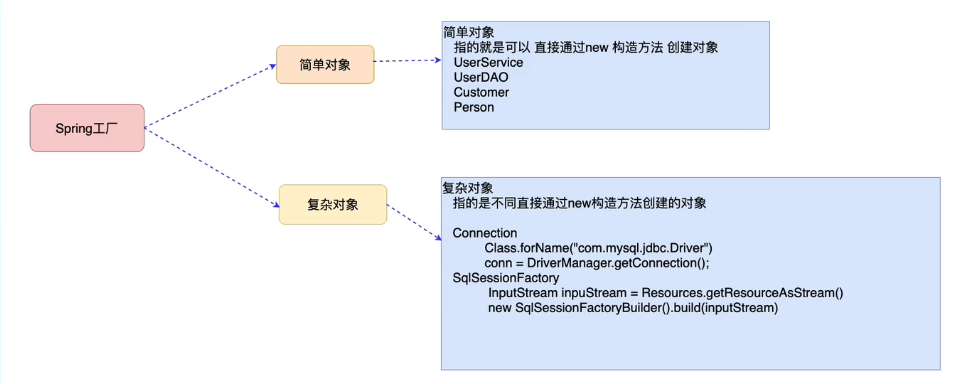 Spring工厂
简单对象
简单对象
指的就是可以 直接通过new 构造方法 创建对象
UserService
UserDAO
Customer
Person
复杂对象
复杂对象
指的是不同直接通过new构造方法创建的对象
Connection
Class.forName("com.mysql.jdbc.Driver")
conn = DriverManager.getConnection();
SqlSessionFactory
InputStream inpuStream = Resources.getResourceAsStream()
new SqlSessionFactoryBuilder().build(inputStream)